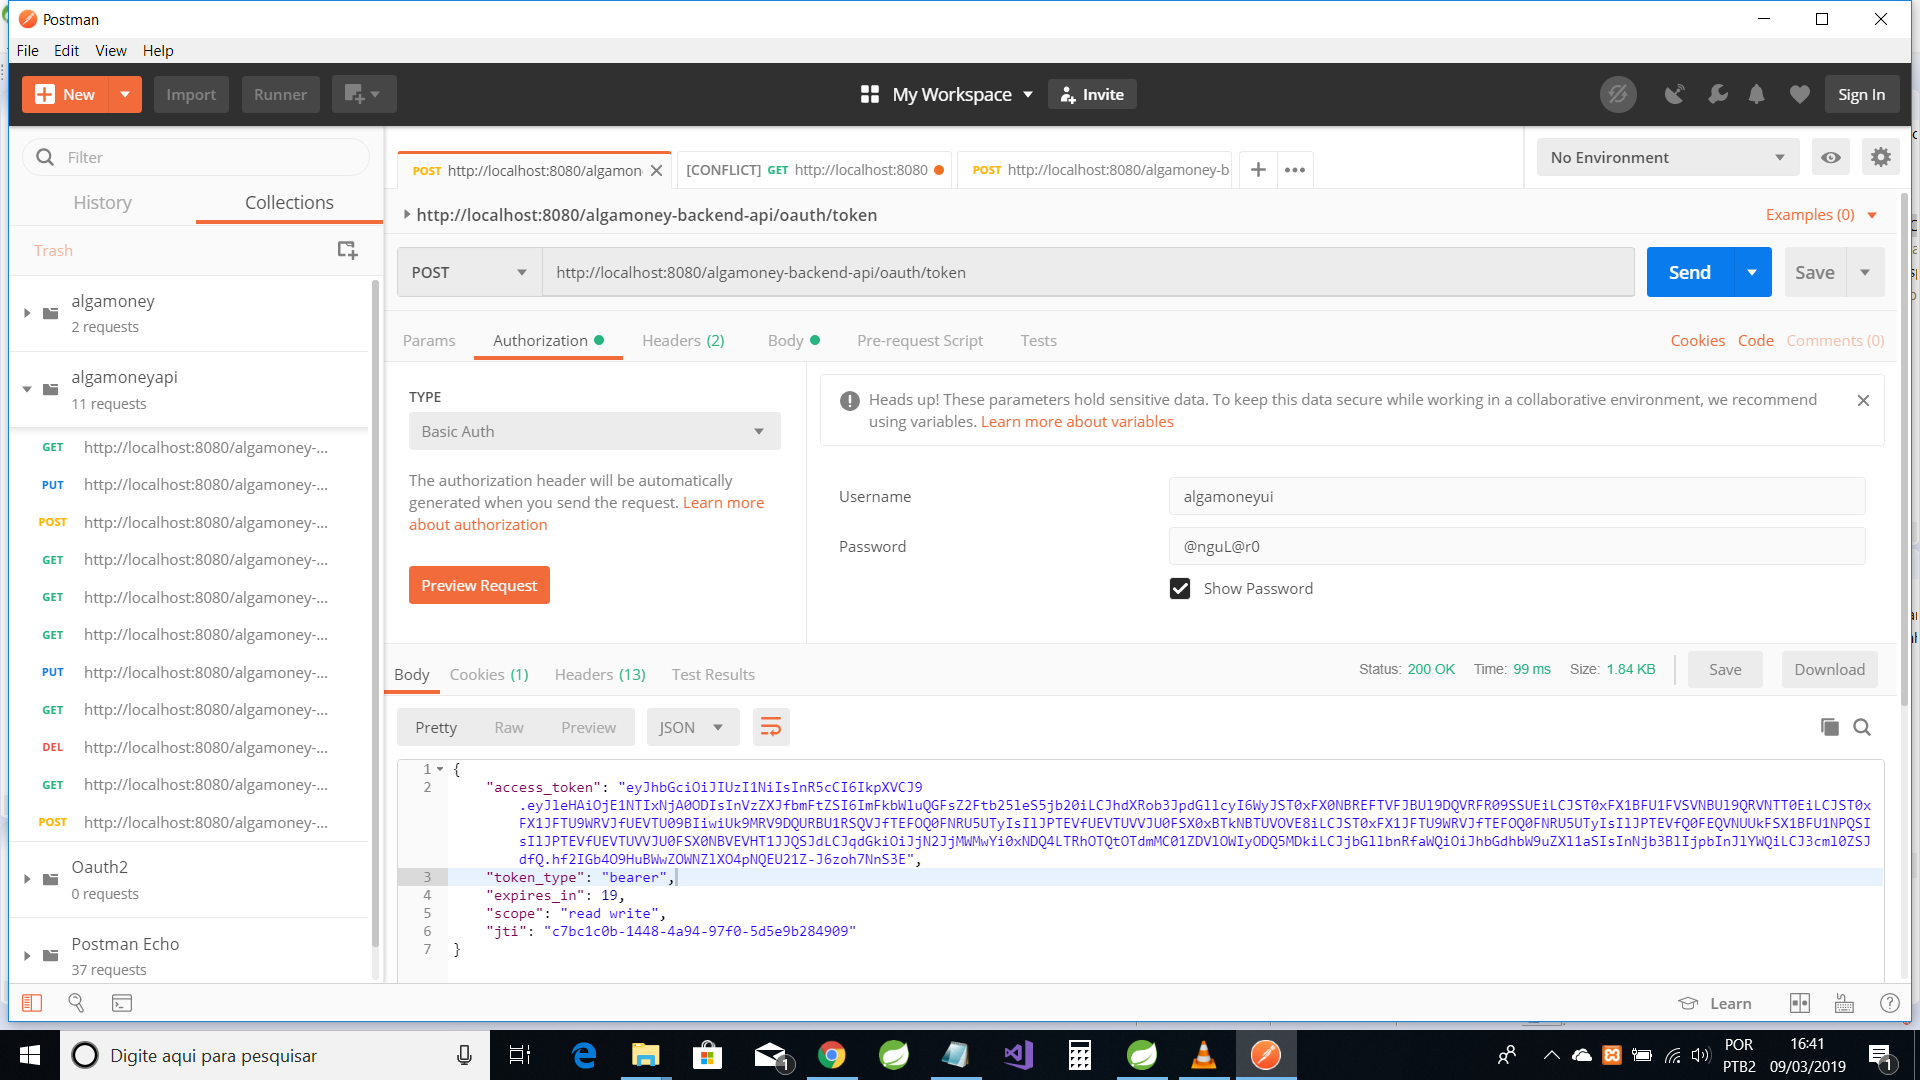 Postman
File Edit View Help
New Import Runner My Workspace Invite Sign In
Filter
History Collections
Trash
algamoney
2 requests
algamoneyapi
11 requests
GET http://localhost:8080/algamoney-...
PUT http://localhost:8080/algamoney-...
POST http://localhost:8080/algamoney-...
GET http://localhost:8080/algamoney-...
GET http://localhost:8080/algamoney-...
GET http://localhost:8080/algamoney-...
PUT http://localhost:8080/algamoney-...
GET http://localhost:8080/algamoney-...
DEL http://localhost:8080/algamoney-...
GET http://localhost:8080/algamoney-...
POST http://localhost:8080/algamoney-...
Oauth2
0 requests
Postman Echo
37 requests
POST http://localhost:8080/algamon [CONFLICT] GET http://localhost:8080 POST http://localhost:8080/algamoney-b
No Environment
http://localhost:8080/algamoney-backend-api/oauth/token
Examples (0)
POST http://localhost:8080/algamoney-backend-api/oauth/token Send Save
Params Authorization Headers (2) Body Pre-request Script Tests Cookies Code Comments (0)
TYPE
Basic Auth
The authorization header will be automatically
generated when you send the request. Learn more
about authorization
Preview Request
Heads up! These parameters hold sensitive data. To keep this data secure while working in a collaborative environment, we recommend
using variables. Learn more about variables
Username algamoneyui
Password @nguL@r0
Show Password
Body Cookies (1) Headers (13) Test Results Status: 200 OK Time: 99 ms Size: 1.84 KB Save Download
Pretty Raw Preview JSON
1 {
2 "access_token": "eyJhbGciOiJIUzI1NiIsInR5cCI6IkpXVCJ9
3 "token_type": "bearer",
4 "expires_in": 19,
5 "scope": "read write",
6 "jti": "c7bc1c0b-1448-4a94-97f0-5d5e9b284909"
7 }
Learn
Digite aqui para pesquisar
1
POR
PTB2
16:41
09/03/2019
1